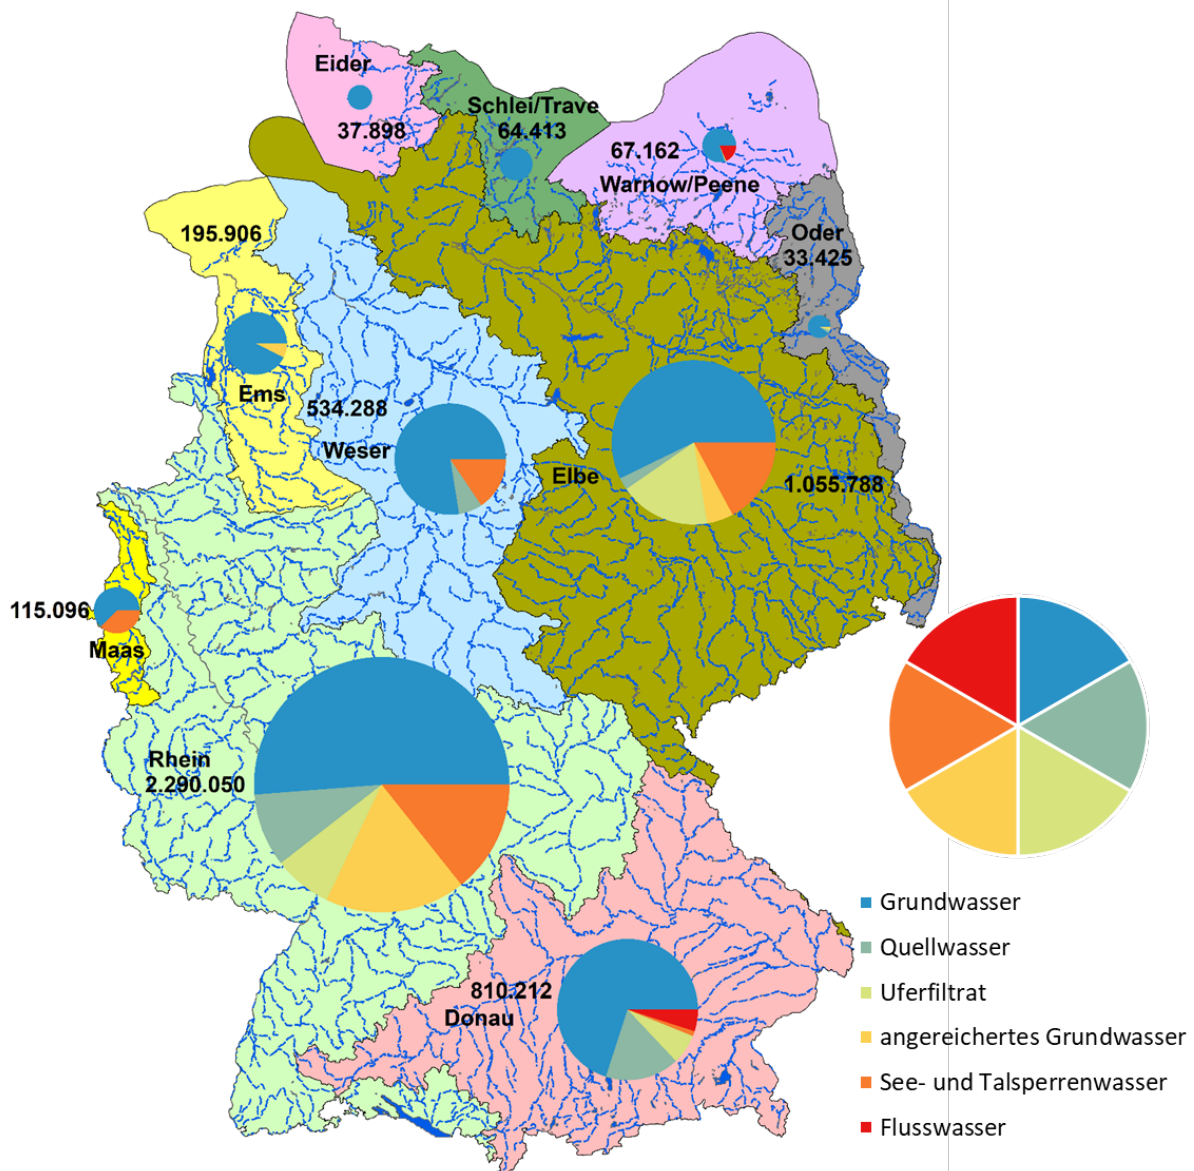 Eider
37.898
Schlei/Trave
64.413
67.162
Warnow/Peene
Oder
33.425
195.906
Ems
534.288
Weser
Elbe
1.055.788
115.096
Maas
Rhein
2.290.050
810.212
Donau
Grundwasser
Quellwasser
Uferfiltrat
angereichertes Grundwasser
See- und Talsperrenwasser
Flusswasser